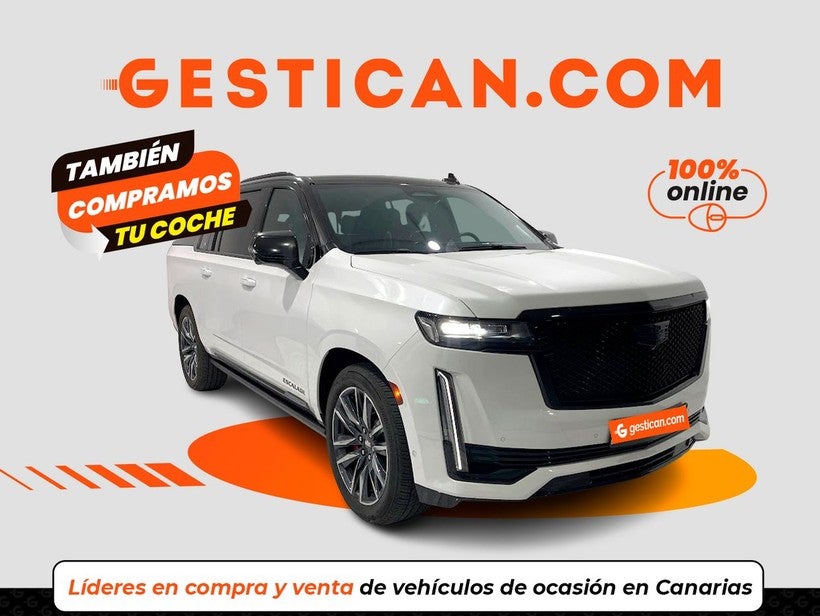 GESTICAN.COM
TAMBIÉN
COMPRAMOS
TU COCHE
100%
online
ESCALADE
gestican.com
Líderes en compra y venta de vehículos de ocasión en Canarias